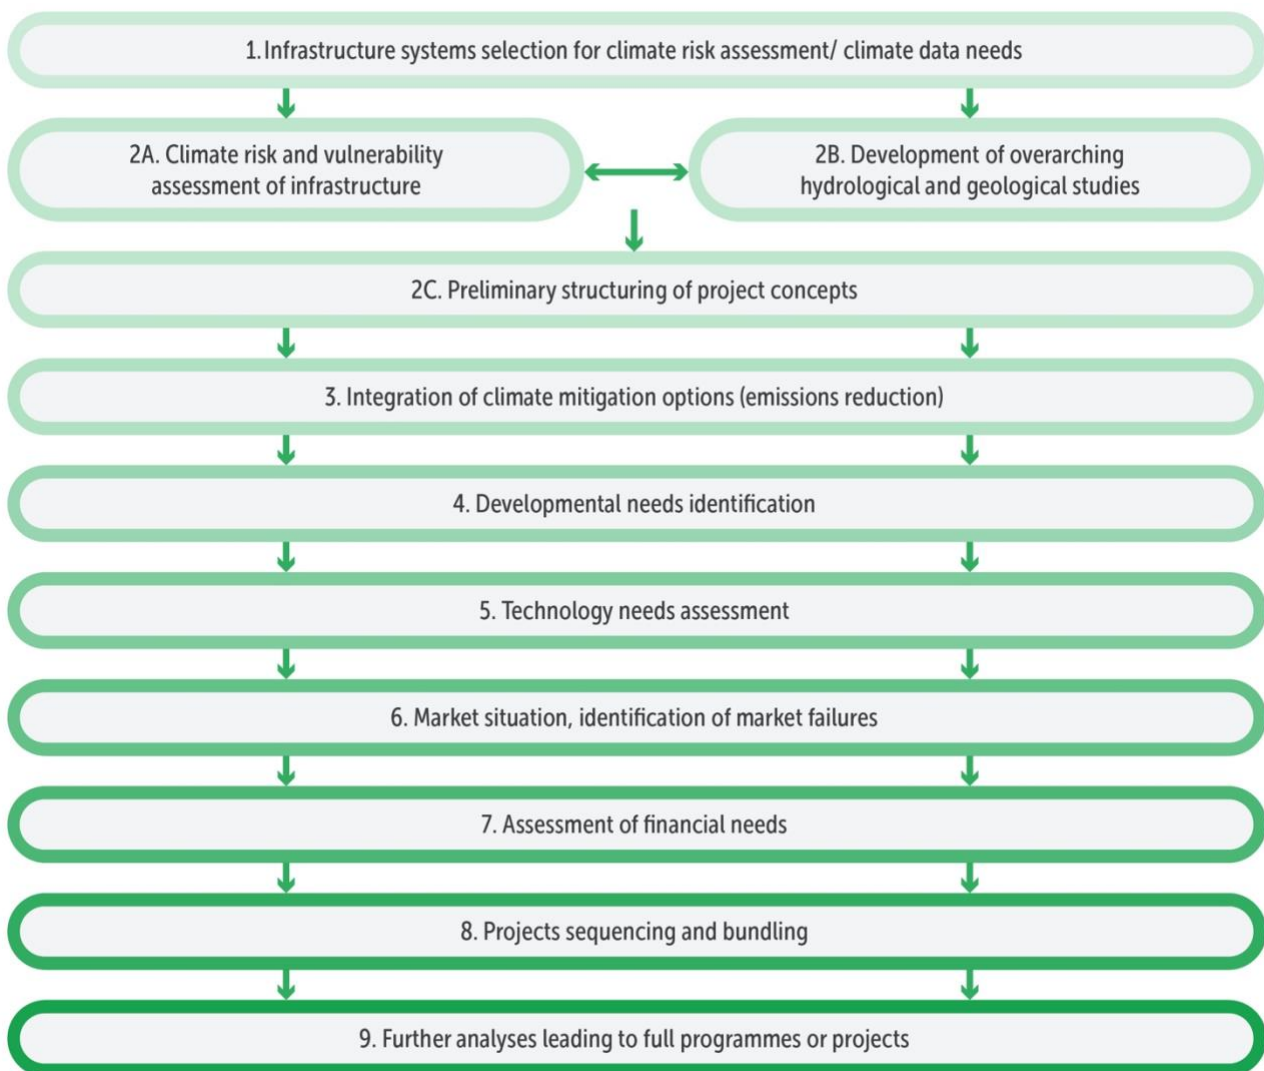 1. Infrastructure systems selection for climate risk assessment/ climate data needs
2A. Climate risk and vulnerability
assessment of infrastructure
2B. Development of overarching
hydrological and geological studies
2C. Preliminary structuring of project concepts
3. Integration of climate mitigation options (emissions reduction)
4. Developmental needs identification
5. Technology needs assessment
6. Market situation, identification of market failures
7. Assessment of financial needs
8. Projects sequencing and bundling
9. Further analyses leading to full programmes or projects